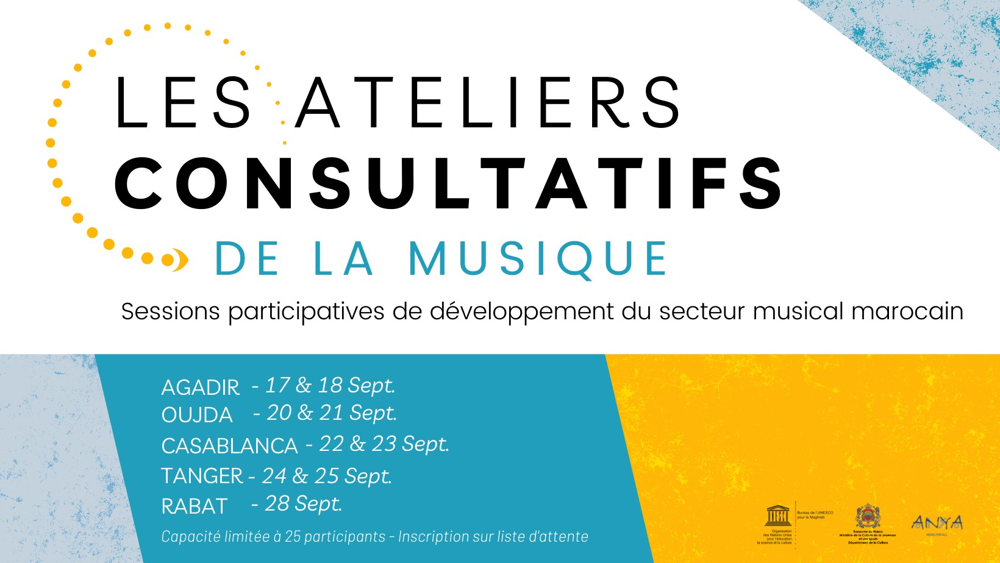 LES ATELIERS
CONSULTATIFS
DE LA MUSIQUE
Sessions participatives de développement du secteur musical marocain
AGADIR - 17 & 18 Sept.
OUJDA - 20 & 21 Sept.
CASABLANCA - 22 & 23 Sept.
TANGER - 24 & 25 Sept.
RABAT - 28 Sept.
Capacité limitée à 25 participants - Inscription sur liste d'attente
Bureau de l'UNESCO
pour le Maghreb
Organisation
des Nations Unies
pour l'éducation,
la science et la culture
Royaume du Maroc
Ministère de la Culture de la Jeunesse
et des Sports
Département de la Culture
ANYA
MUSIC FOR ALL